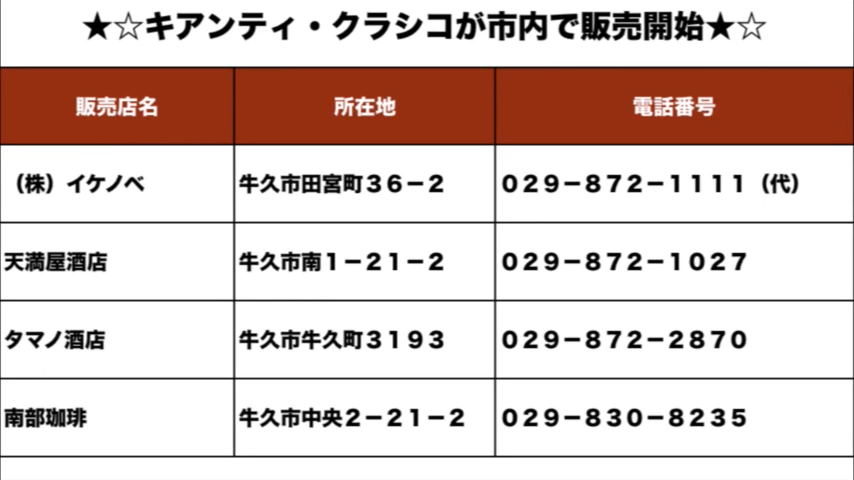 ★☆キアンティ・クラシコが市内で販売開始★☆
販売店名 所在地 電話番号
（株）イケノベ 牛久市田宮町３６－２ ０２９－８７２－１１１１（代）
天満屋酒店 牛久市南１－２１－２ ０２９－８７２－１０２７
タマノ酒店 牛久市牛久町３１９３ ０２９－８７２－２８７０
南部珈琲 牛久市中央２－２１－２ ０２９－８３０－８２３５